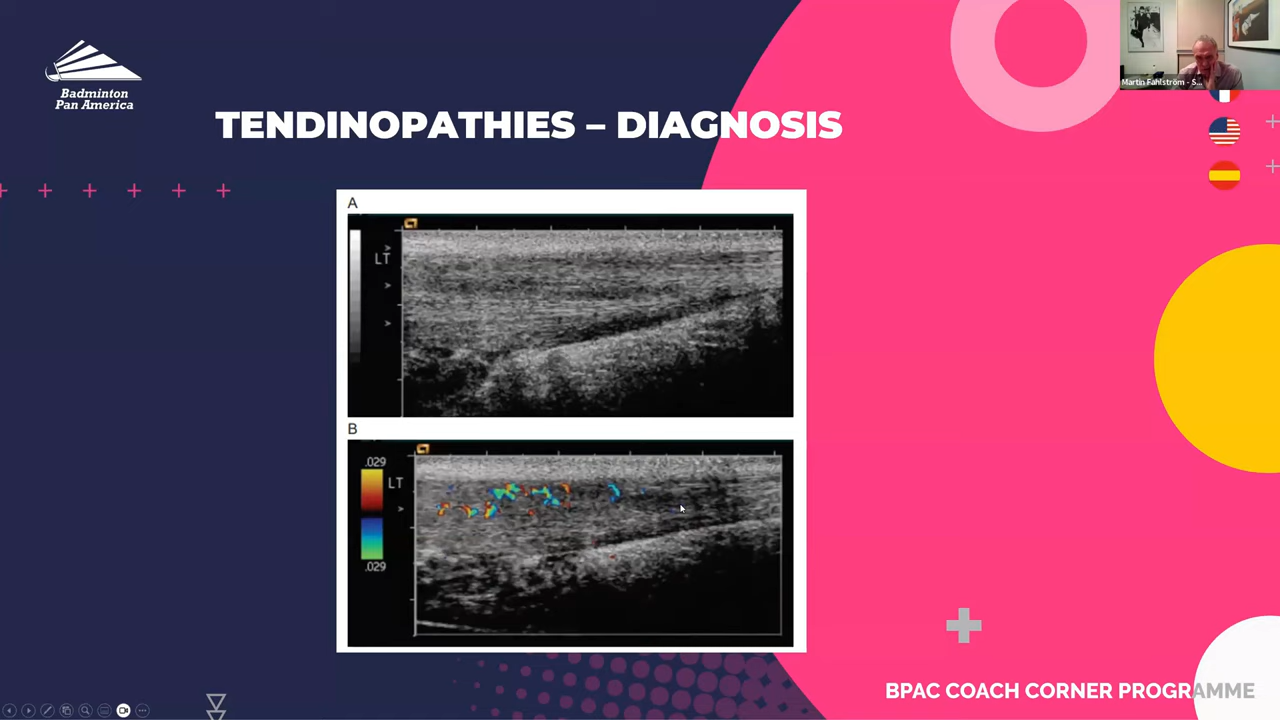 Badminton
Pan America
TENDINOPATHIES – DIAGNOSIS
Martin Fahlström - S...
A
LT
B
.029
LT
.029
BPAC COACH CORNER PROGRAMME